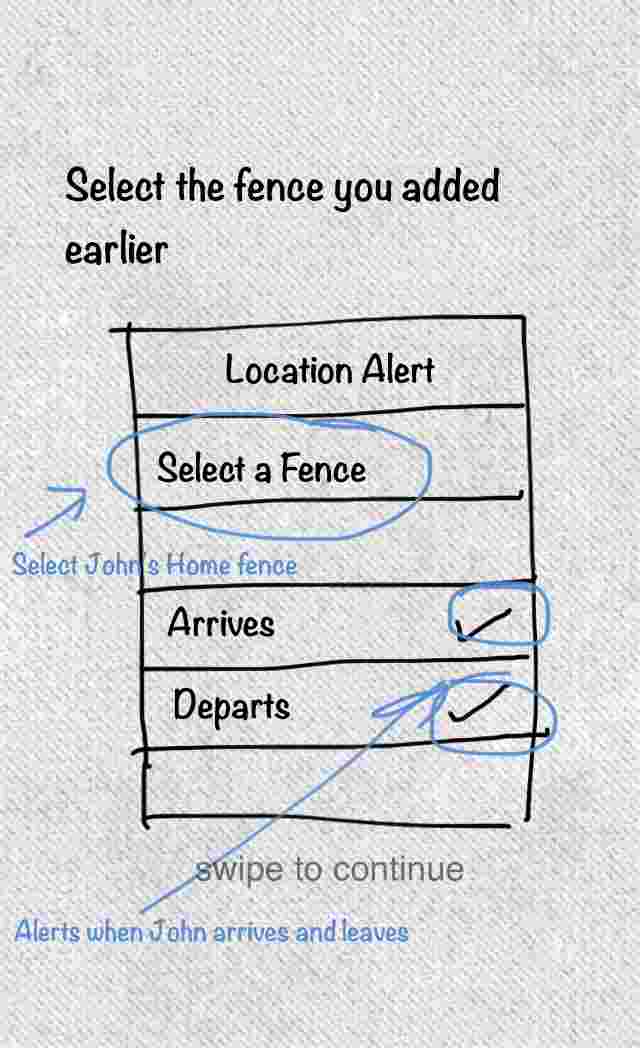 Select the fence you added
earlier
Location Alert
Select a Fence
Select John's Home fence
Arrives
Departs
swipe to continue
Alerts when John arrives and leaves